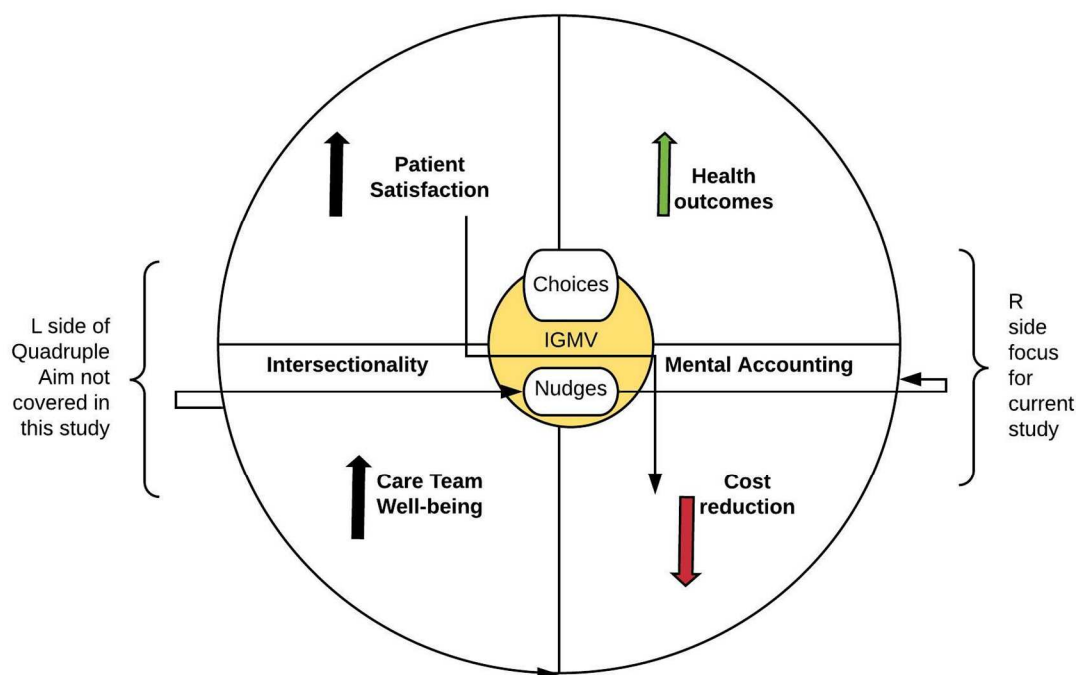 Patient
Satisfaction
Health
outcomes
Choices
IGMV
L side of
Quadruple
Aim not
covered in
this study
Intersectionality
Mental Accounting
Nudges
R
side
focus
for
current
study
Care Team
Well-being
Cost
reduction